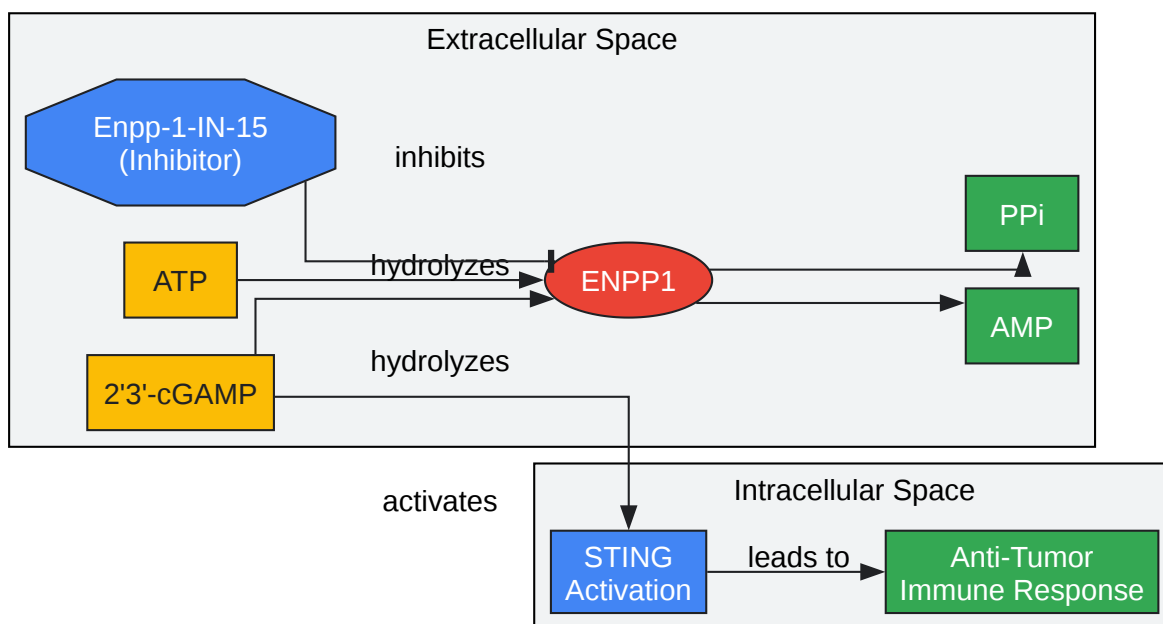 Extracellular Space
Enpp-1-IN-15
(Inhibitor)
inhibits
PPi
ATP
hydrolyzes
ENPP1
AMP
2'3'-cGAMP
hydrolyzes
activates
Intracellular Space
STING
Activation
leads to
Anti-Tumor
Immune Response